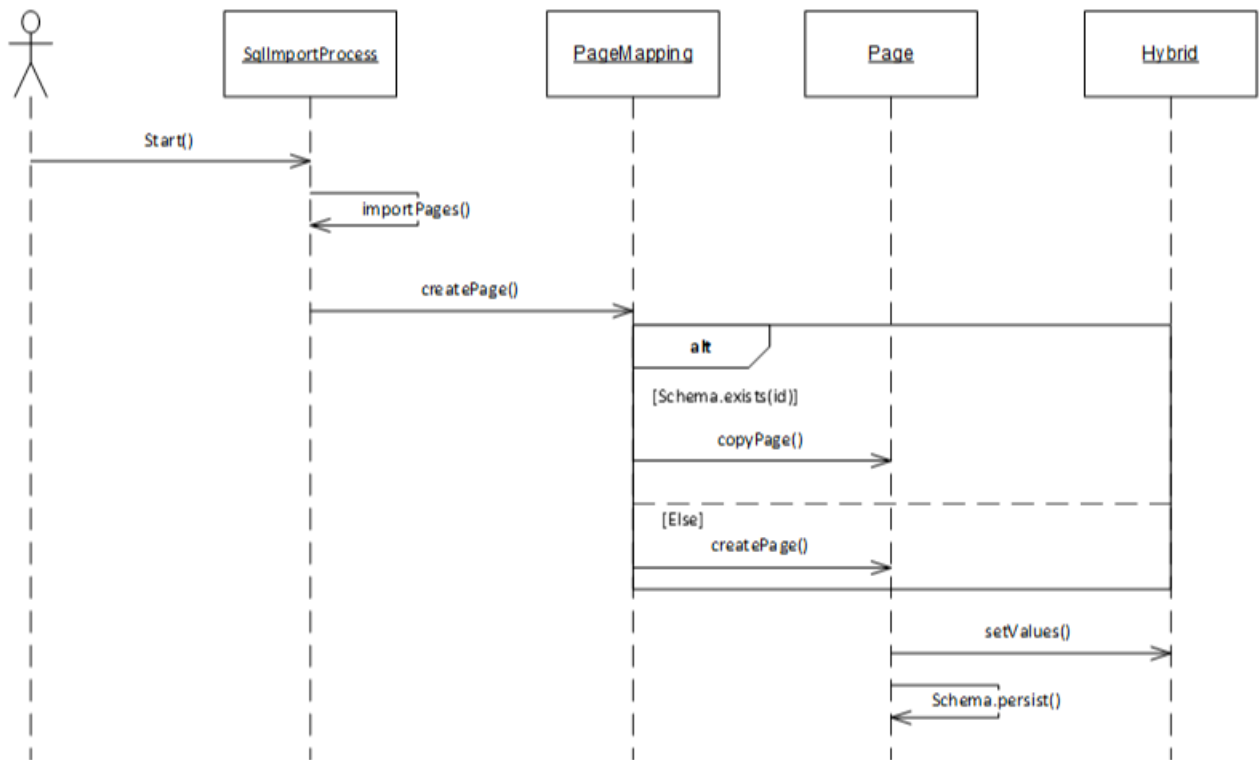 SqlImportProcess
PageMapping
Page
Hybrid
Start()
importPages()
createPage()
alt
[Schema.exists(id)]
copyPage()
[Else]
createPage()
setValues()
Schema.persist()